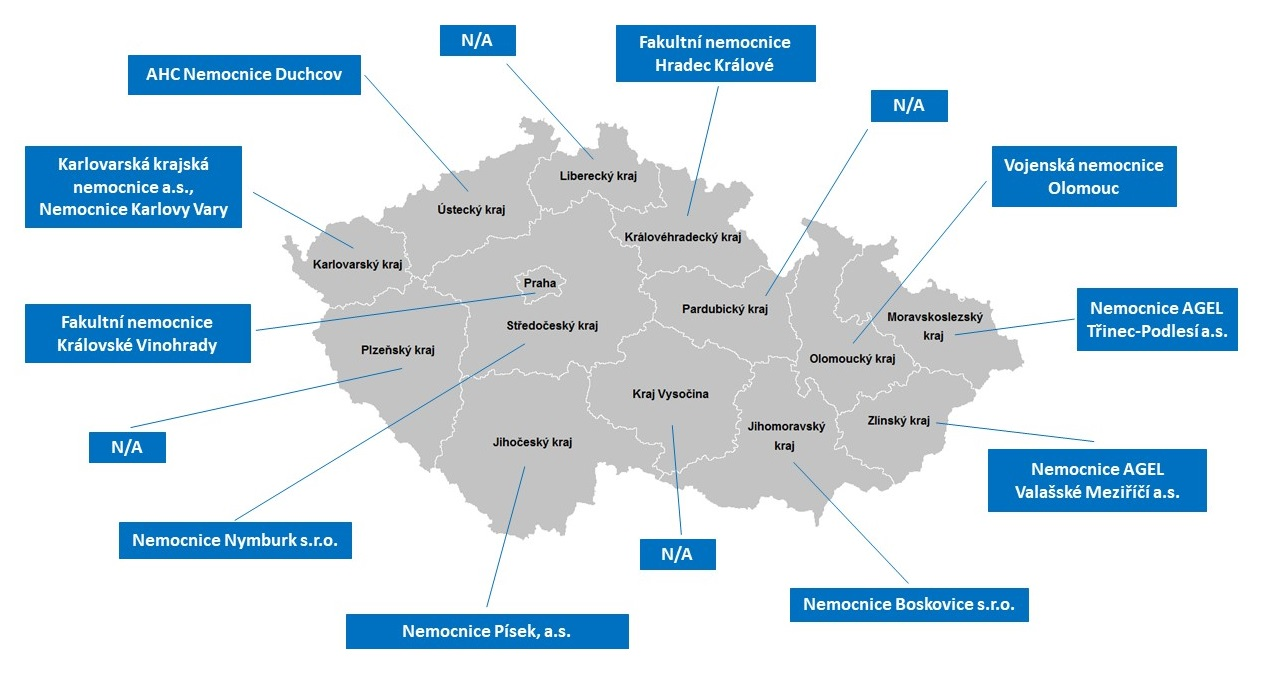 N/A
Fakultní nemocnice
Hradec Králové
AHC Nemocnice Duchcov
N/A
Karlovarská krajská
nemocnice a.s.,
Nemocnice Karlovy Vary
Vojenská nemocnice
Olomouc
Liberecký kraj
Ústecký kraj
Královéhradecký kraj
Karlovarský kraj
Praha
Pardubický kraj
Moravskoslezský
kraj
Nemocnice AGEL
Třinec-Podlesí a.s.
Fakultní nemocnice
Královské Vinohrady
Středočeský kraj
Plzeňský kraj
Olomoucký kraj
Kraj Vysočina
Zlínský kraj
Jihomoravský
kraj
Jihočeský kraj
N/A
Nemocnice AGEL
Valašské Meziříčí a.s.
Nemocnice Nymburk s.r.o.
N/A
Nemocnice Boskovice s.r.o.
Nemocnice Písek, a.s.